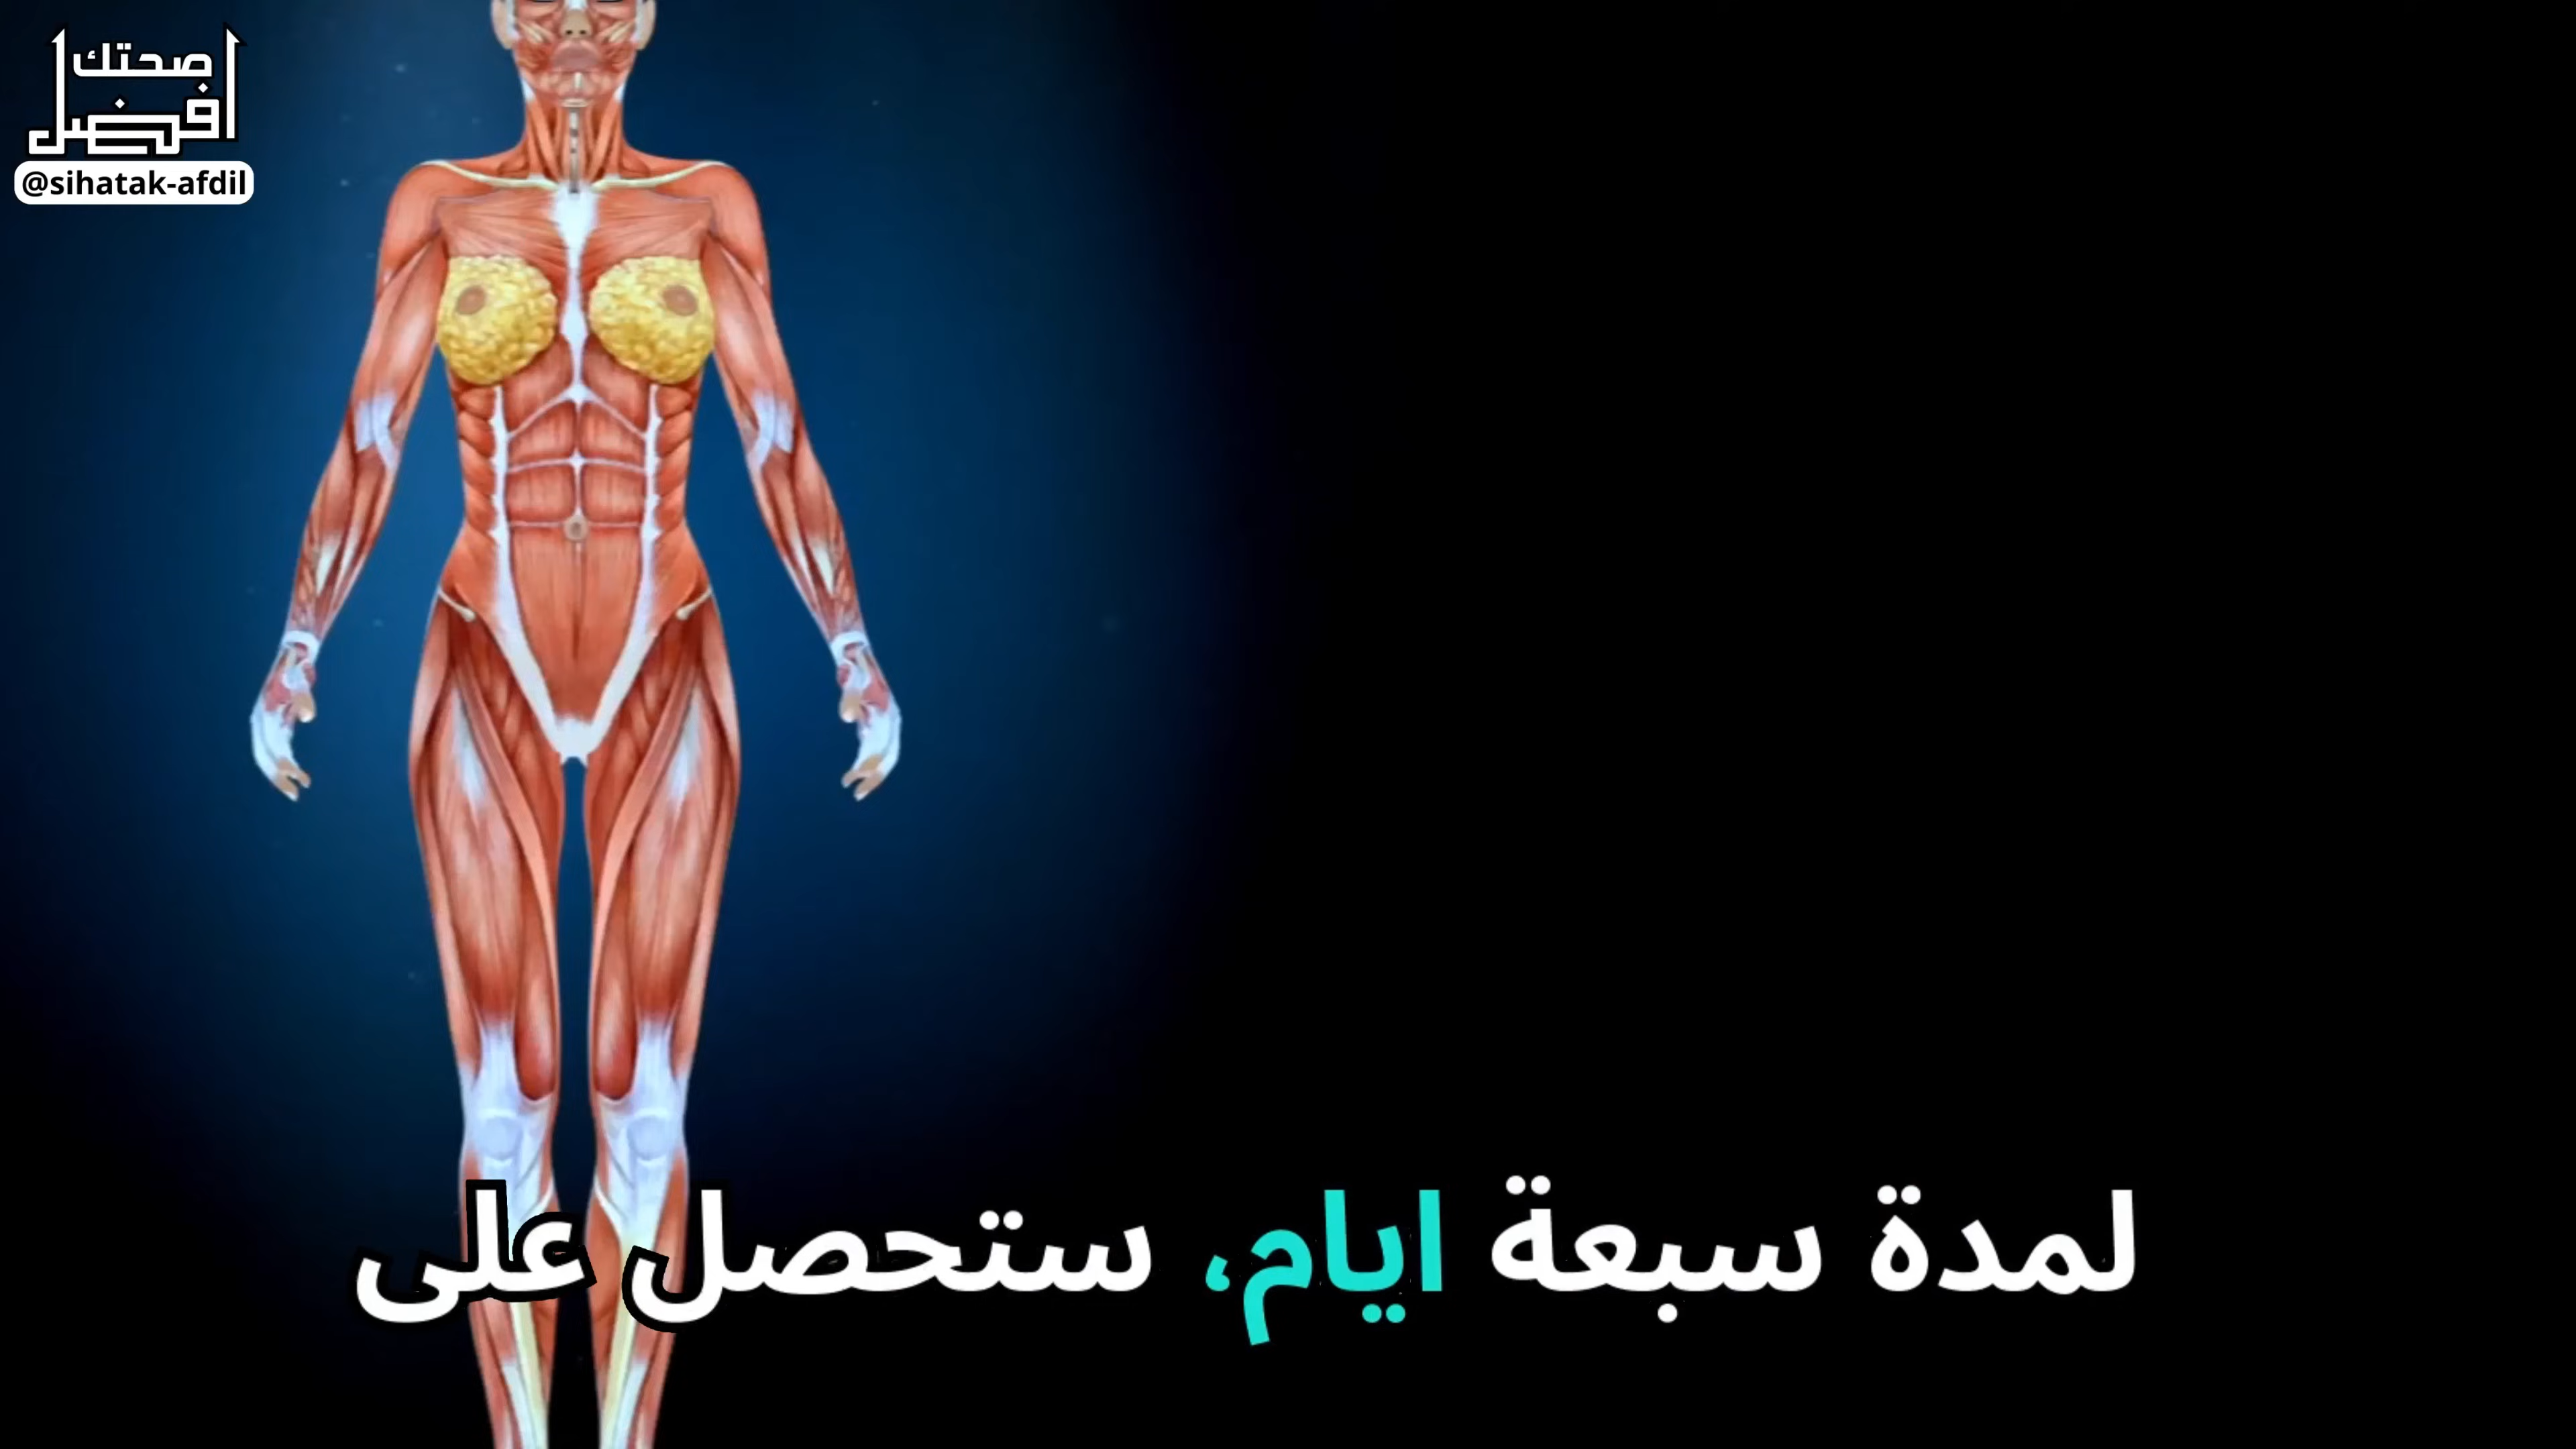 صحتك
افضل
@sihatak-afdil
لمدة سبعة ايام، ستحصل على